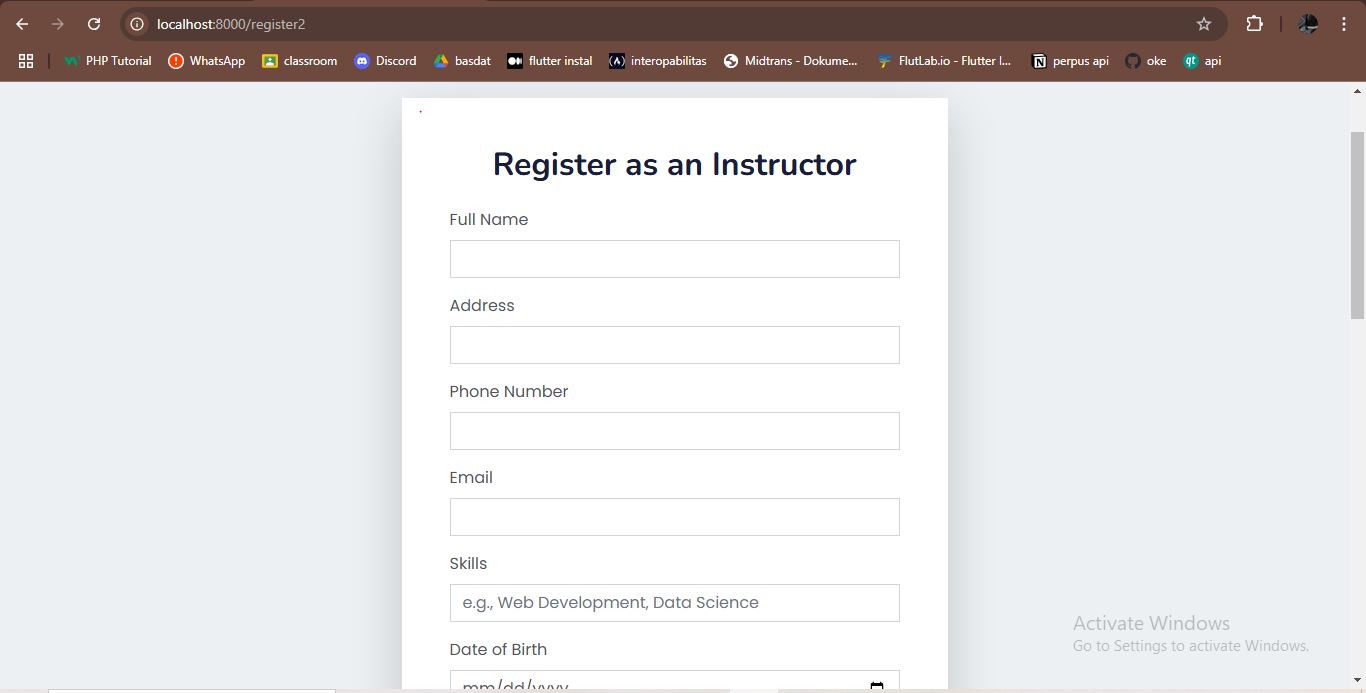 localhost:8000/register2
PHP Tutorial WhatsApp classroom Discord basdat flutter instal interopabilitas Midtrans - Dokume... FlutLab.io - Flutter I... perpus api oke qt api
Register as an Instructor
Full Name
Address
Phone Number
Email
Skills
e.g., Web Development, Data Science
Date of Birth
mm/dd/yyyy
Activate Windows
Go to Settings to activate Windows.